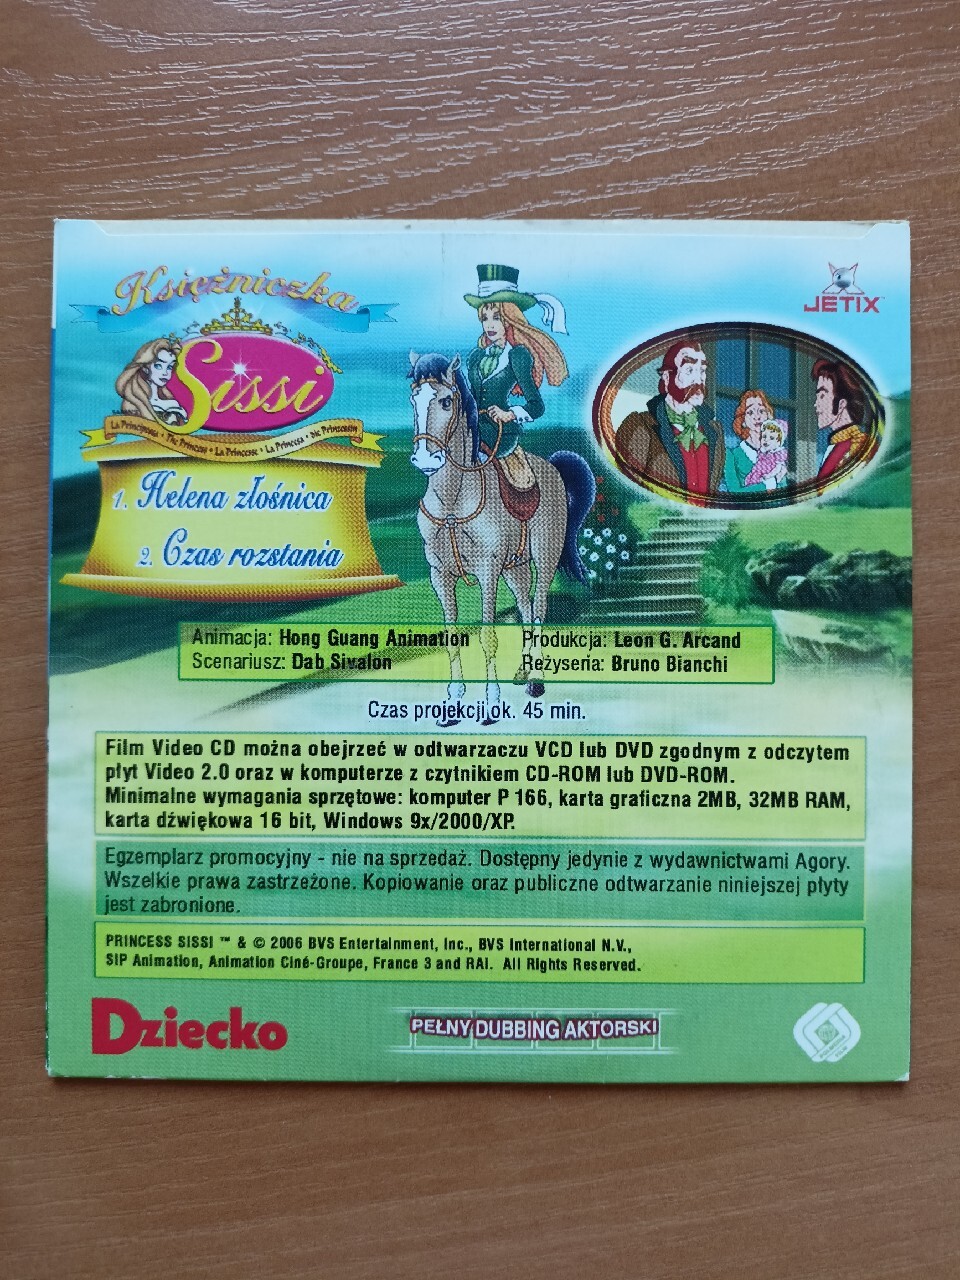 Księżniczka
Sissi
La Principessa • The Princess • La Princesse • La Princesa • Die Prinzessin
1. Helena złośnica
2. Czas rozstania
JETIX
Animacja: Hong Guang Animation
Scenariusz: Dab Sivalon
Produkcja: Leon G. Arcand
Reżyseria: Bruno Bianchi
Czas projekcji ok. 45 min.
Film Video CD można obejrzeć w odtwarzaczu VCD lub DVD zgodnym z odczytem
płyt Video 2.0 oraz w komputerze z czytnikiem CD-ROM lub DVD-ROM.
Minimalne wymagania sprzętowe: komputer P 166, karta graficzna 2MB, 32MB RAM,
karta dźwiękowa 16 bit, Windows 9x/2000/XP.
Egzemplarz promocyjny - nie na sprzedaż. Dostępny jedynie z wydawnictwami Agory.
Wszelkie prawa zastrzeżone. Kopiowanie oraz publiczne odtwarzanie niniejszej płyty
jest zabronione.
PRINCESS SISSI ™ & © 2006 BVS Entertainment, Inc., BVS International N.V.,
SIP Animation, Animation Ciné-Groupe, France 3 and RAI. All Rights Reserved.
Dziecko
PEŁNY DUBBING AKTORSKI